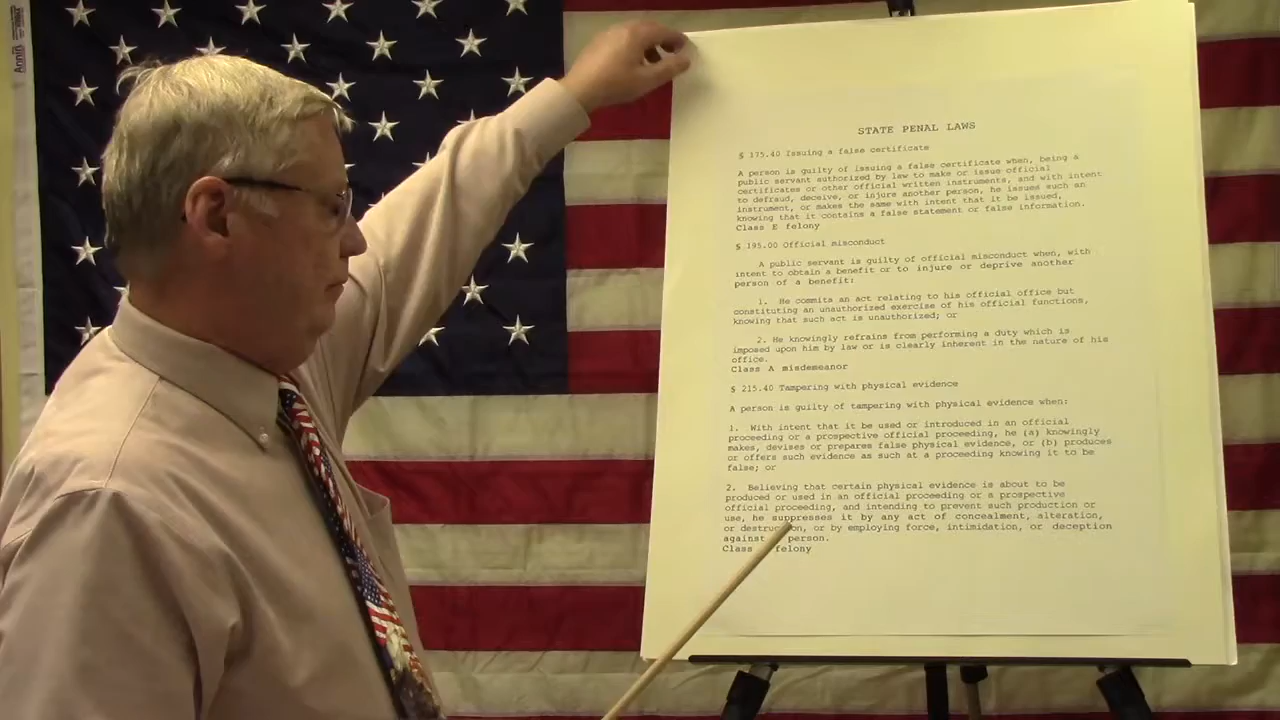 Annin
STATE PENAL LAWS
§ 175.40 Issuing a false certificate
A person is guilty of issuing a false certificate when, being a
public servant authorized by law to make or issue official
certificates or other official written instruments, and with intent
to defraud, deceive, or injure another person, he issues such an
instrument, or makes the same with intent that it be issued,
knowing that it contains a false statement or false information.
Class E felony
§ 195.00 Official misconduct
A public servant is guilty of official misconduct when, with
intent to obtain a benefit or to injure or deprive another
person of a benefit:
1. He commits an act relating to his official office but
constituting an unauthorized exercise of his official functions,
knowing that such act is unauthorized; or
2. He knowingly refrains from performing a duty which is
imposed upon him by law or is clearly inherent in the nature of his
office.
Class A misdemeanor
§ 215.40 Tampering with physical evidence
A person is guilty of tampering with physical evidence when:
1. With intent that it be used or introduced in an official
proceeding or a prospective official proceeding, he (a) knowingly
makes, devises or prepares false physical evidence, or (b) produces
or offers such evidence as such at a proceeding knowing it to be
false; or
2. Believing that certain physical evidence is about to be
produced or used in an official proceeding or a prospective
official proceeding, and intending to prevent such production or
use, he suppresses it by any act of concealment, alteration,
or destruction, or by employing force, intimidation, or deception
against person.
Class felony